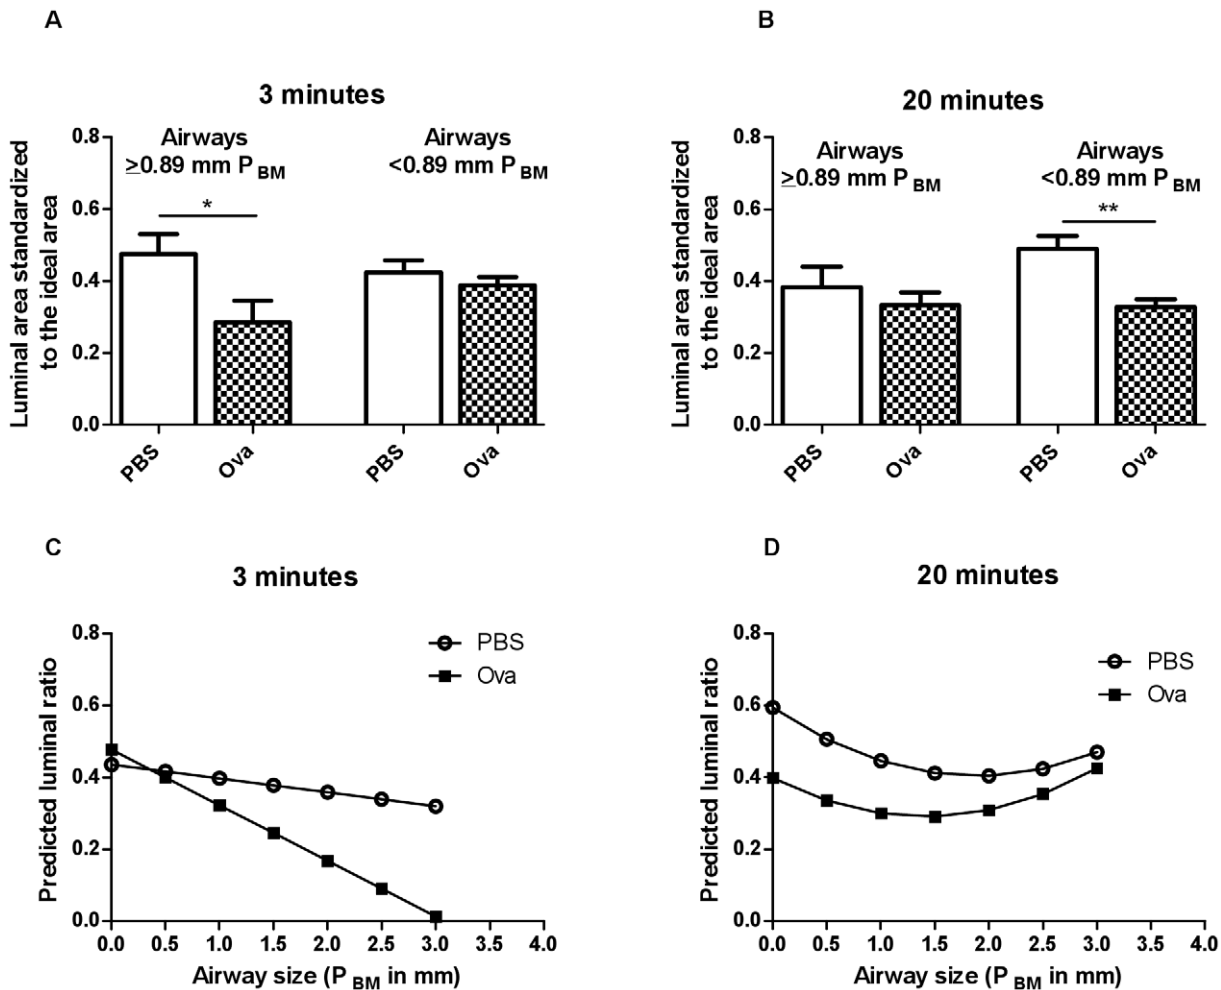 A
3 minutes
Luminal area standardized
to the ideal area
0.8
0.6
0.4
0.2
0.0
Airways
≥0.89 mm P BM
Airways
<0.89 mm P BM
*
PBS
Ova
PBS
Ova
B
20 minutes
Luminal area standardized
to the ideal area
0.8
0.6
0.4
0.2
0.0
Airways
≥0.89 mm P BM
Airways
<0.89 mm P BM
**
PBS
Ova
PBS
Ova
C
3 minutes
Predicted luminal ratio
0.8
0.6
0.4
0.2
0.0
PBS
Ova
0.0 0.5 1.0 1.5 2.0 2.5 3.0 3.5 4.0
Airway size (P BM in mm)
D
20 minutes
Predicted luminal ratio
0.8
0.6
0.4
0.2
0.0
PBS
Ova
0.0 0.5 1.0 1.5 2.0 2.5 3.0 3.5 4.0
Airway size (P BM in mm)